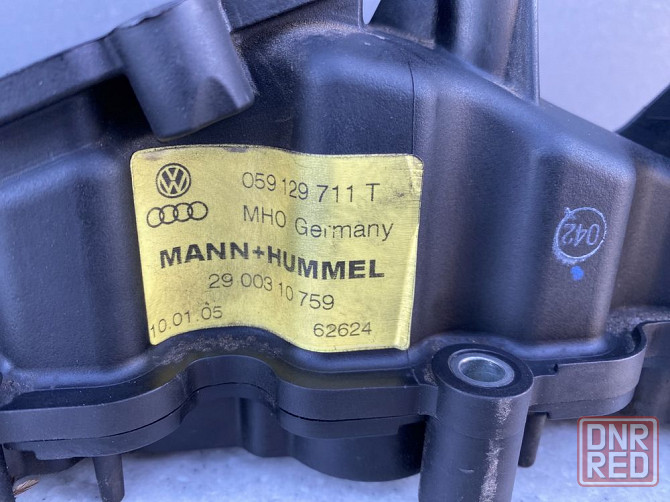 059 129 711 T
MHO Germany
MANN+HUMMEL
29 003 10 759
10.01.05
62624
042
DNR
RED